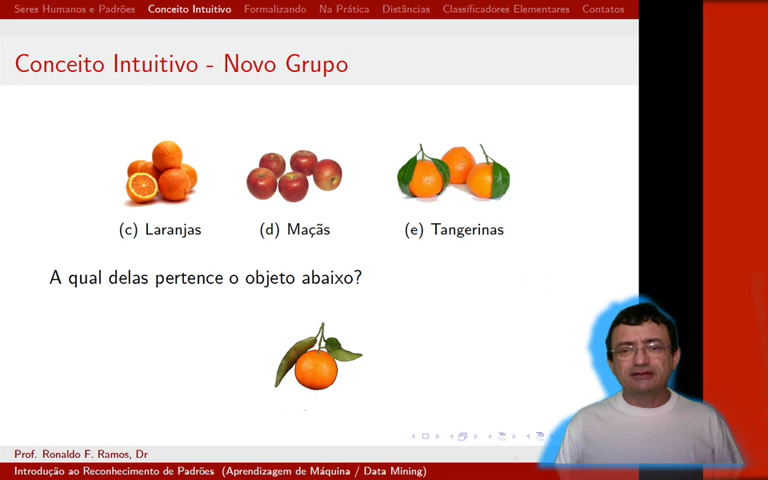 Seres Humanos e Padrões Conceito Intuitivo Formalizando Na Prática Distâncias Classificadores Elementares Contatos
Conceito Intuitivo - Novo Grupo
(c) Laranjas (d) Maçãs (e) Tangerinas
A qual delas pertence o objeto abaixo?
Prof. Ronaldo F. Ramos, Dr
Introdução ao Reconhecimento de Padrões (Aprendizagem de Máquina / Data Mining)